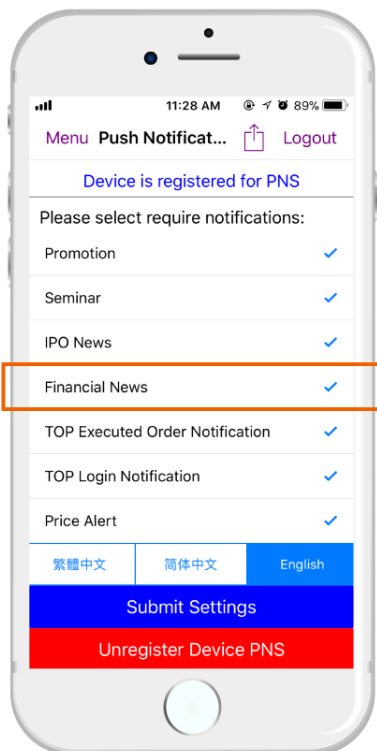 11:28 AM 89%
Menu Push Notificat... Logout
Device is registered for PNS
Please select require notifications:
Promotion
Seminar
IPO News
Financial News
TOP Executed Order Notification
TOP Login Notification
Price Alert
繁體中文 简体中文 English
Submit Settings
Unregister Device PNS